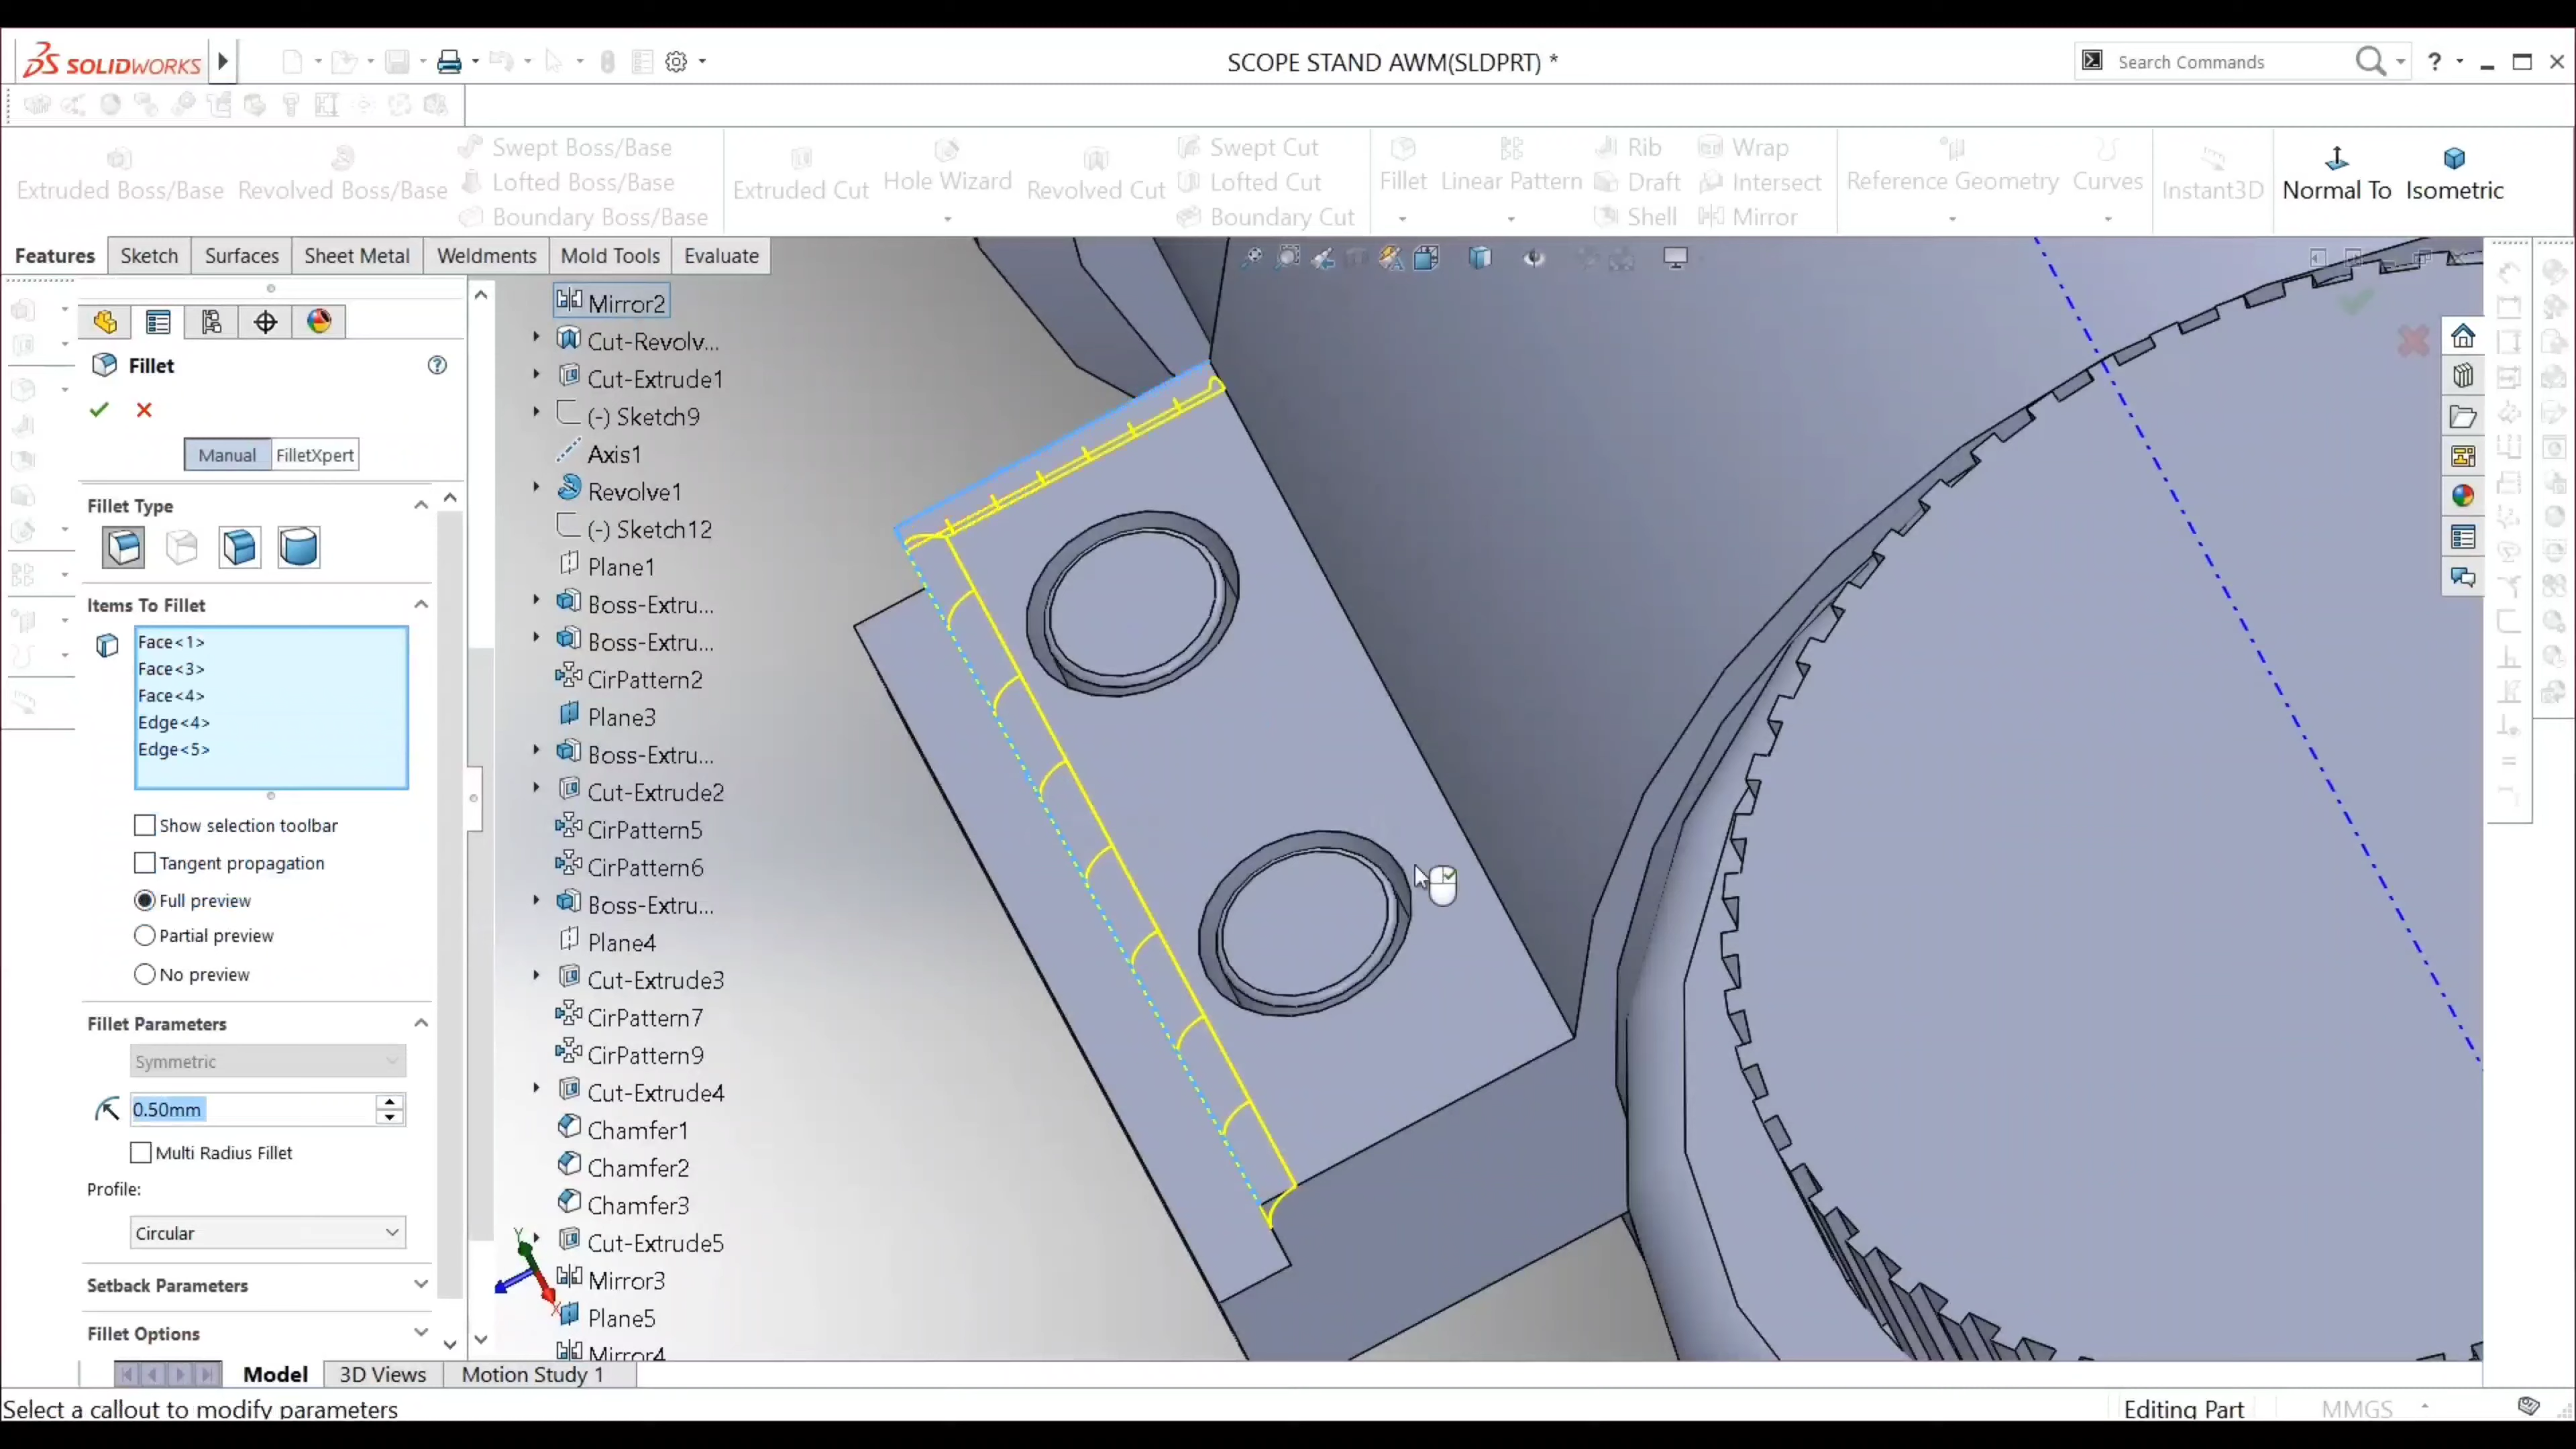 SOLIDWORKS
SCOPE STAND AWM(SLDPRT) *
Search Commands
Extruded Boss/Base
Revolved Boss/Base
Swept Boss/Base
Lofted Boss/Base
Boundary Boss/Base
Extruded Cut
Hole Wizard
Revolved Cut
Swept Cut
Lofted Cut
Boundary Cut
Fillet
Linear Pattern
Rib
Draft
Shell
Wrap
Intersect
Mirror
Reference Geometry
Curves
Instant3D
Normal To
Isometric
Features
Sketch
Surfaces
Sheet Metal
Weldments
Mold Tools
Evaluate
Fillet
Manual
FilletXpert
Fillet Type
Items To Fillet
Face<1>
Face<3>
Face<4>
Edge<4>
Edge<5>
Show selection toolbar
Tangent propagation
Full preview
Partial preview
No preview
Fillet Parameters
Symmetric
0.50mm
Multi Radius Fillet
Profile:
Circular
Setback Parameters
Fillet Options
Mirror2
Cut-Revolv...
Cut-Extrude1
(-) Sketch9
Axis1
Revolve1
(-) Sketch12
Plane1
Boss-Extru...
Boss-Extru...
CirPattern2
Plane3
Boss-Extru...
Cut-Extrude2
CirPattern5
CirPattern6
Boss-Extru...
Plane4
Cut-Extrude3
CirPattern7
CirPattern9
Cut-Extrude4
Chamfer1
Chamfer2
Chamfer3
Cut-Extrude5
Mirror3
Plane5
Mirror4
Y
X
Model
3D Views
Motion Study 1
Select a callout to modify parameters
Editing Part
MMGS